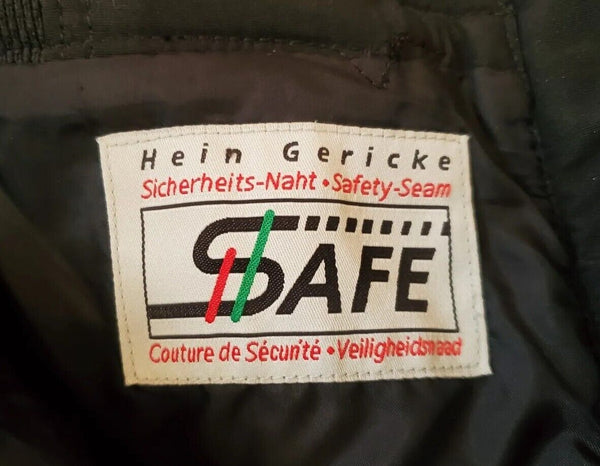 Hein Gericke
Sicherheits-Naht • Safety-Seam
SAFE
Couture de Sécurité • Veiligheidsnaad